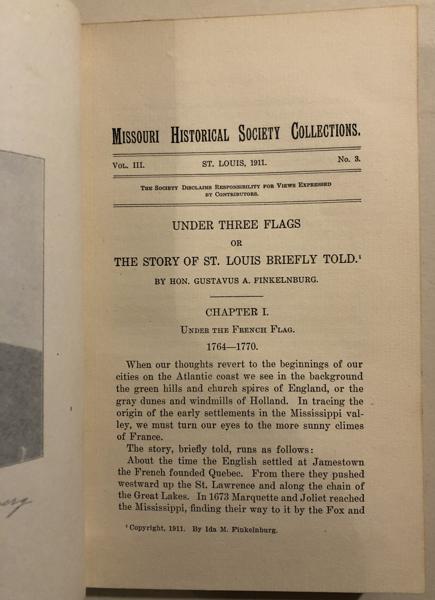 MISSOURI HISTORICAL SOCIETY COLLECTIONS.
VOL. III. ST. LOUIS, 1911. No. 3.
THE SOCIETY DISCLAIMS RESPONSIBILITY FOR VIEWS EXPRESSED
BY CONTRIBUTORS.
UNDER THREE FLAGS
OR
THE STORY OF ST. LOUIS BRIEFLY TOLD.¹
BY HON. GUSTAVUS A. FINKELNBURG.
CHAPTER I.
UNDER THE FRENCH FLAG.
1764—1770.
When our thoughts revert to the beginnings of our
cities on the Atlantic coast we see in the background
the green hills and church spires of England, or the
gray dunes and windmills of Holland. In tracing the
origin of the early settlements in the Mississippi val-
ley, we must turn our eyes to the more sunny climes
of France.
The story, briefly told, runs as follows:
About the time the English settled at Jamestown
the French founded Quebec. From there they pushed
westward up the St. Lawrence and along the chain of
the Great Lakes. In 1673 Marquette and Joliet reached
the Mississippi, finding their way to it by the Fox and
¹ Copyright, 1911. By Ida M. Finkelnburg.